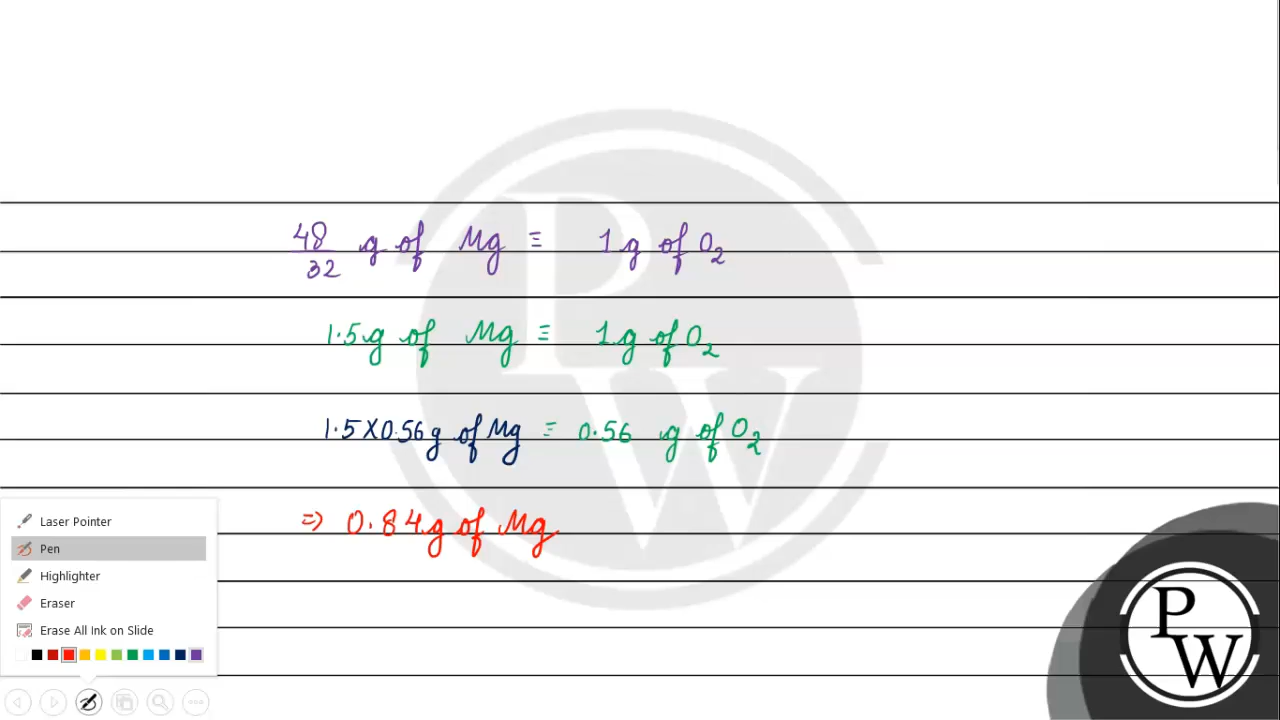 48/32 g of Mg ≡ 1 g of O₂
1.5 g of Mg ≡ 1 g of O₂
1.5×0.56 g of Mg ≡ 0.56 g of O₂
⇒ 0.84 g of Mg
Laser Pointer
Pen
Highlighter
Eraser
Erase All Ink on Slide
P
W
P
W